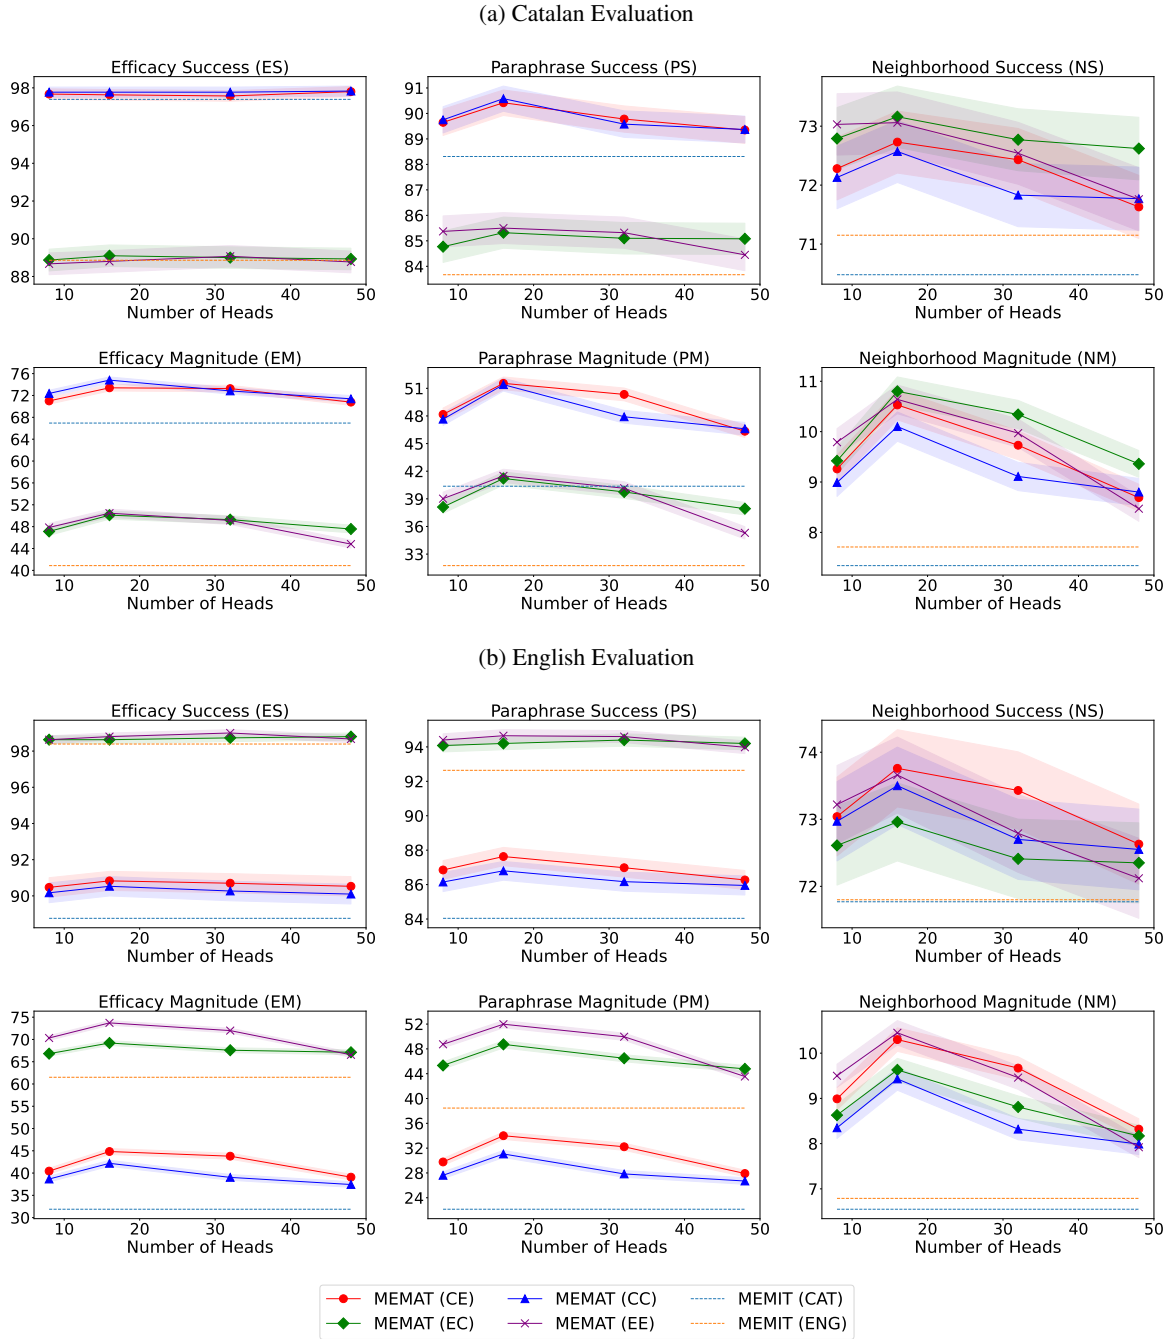 (a) Catalan Evaluation
Efficacy Success (ES)
98
96
94
92
90
88
10 20 30 40 50
Number of Heads
Paraphrase Success (PS)
91
90
89
88
87
86
85
84
10 20 30 40 50
Number of Heads
Neighborhood Success (NS)
73
72
71
10 20 30 40 50
Number of Heads
Efficacy Magnitude (EM)
76
72
68
64
60
56
52
48
44
40
10 20 30 40 50
Number of Heads
Paraphrase Magnitude (PM)
51
48
45
42
39
36
33
10 20 30 40 50
Number of Heads
Neighborhood Magnitude (NM)
11
10
9
8
10 20 30 40 50
Number of Heads
(b) English Evaluation
Efficacy Success (ES)
98
96
94
92
90
10 20 30 40 50
Number of Heads
Paraphrase Success (PS)
94
92
90
88
86
84
10 20 30 40 50
Number of Heads
Neighborhood Success (NS)
74
73
72
10 20 30 40 50
Number of Heads
Efficacy Magnitude (EM)
75
70
65
60
55
50
45
40
35
30
10 20 30 40 50
Number of Heads
Paraphrase Magnitude (PM)
52
48
44
40
36
32
28
24
10 20 30 40 50
Number of Heads
Neighborhood Magnitude (NM)
10
9
8
7
10 20 30 40 50
Number of Heads
MEMAT (CE) MEMAT (CC) MEMIT (CAT)
MEMAT (EC) MEMAT (EE) MEMIT (ENG)